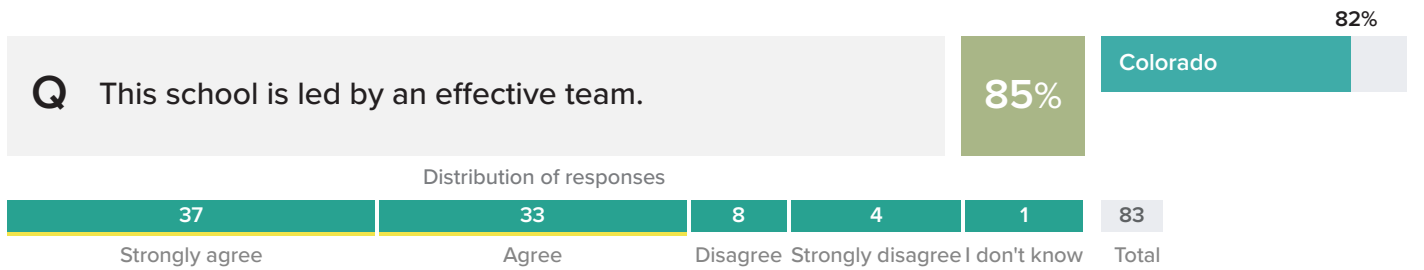 82%
Q This school is led by an effective team.
85%
Colorado
Distribution of responses
37 33 8 4 1 83
Strongly agree Agree Disagree Strongly disagree I don't know Total